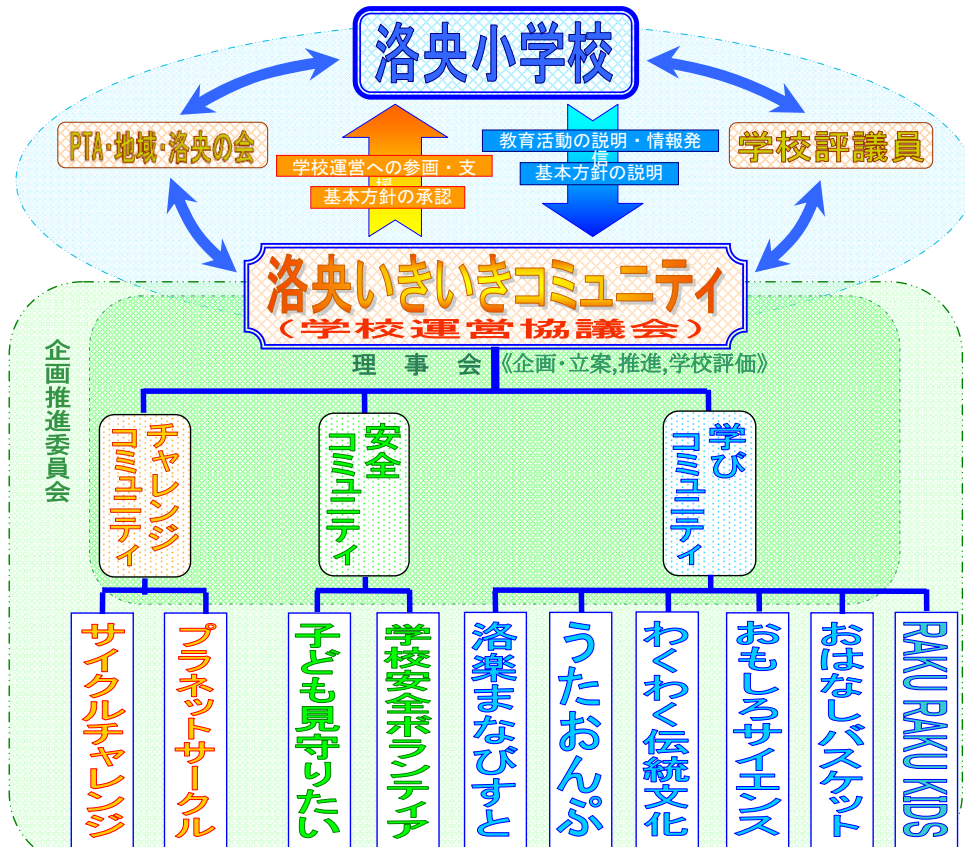 洛央小学校
PTA・地域・洛央の会
学校運営への参画・支援
基本方針の承認
教育活動の説明・情報発信
基本方針の説明
学校評議員
洛央いきいきコミュニティ
(学校運営協議会)
理事会
《企画・立案,推進,学校評価》
企画推進委員会
チャレンジ
コミュニティ
安全
コミュニティ
学び
コミュニティ
サイクルチャレンジ
プラネットサークル
子ども見守りたい
学校安全ボランティア
洛楽まなびすと
うたおんぷ
わくわく伝統文化
おもしろサイエンス
おはなしバスケット
RAKU RAKU KIDS